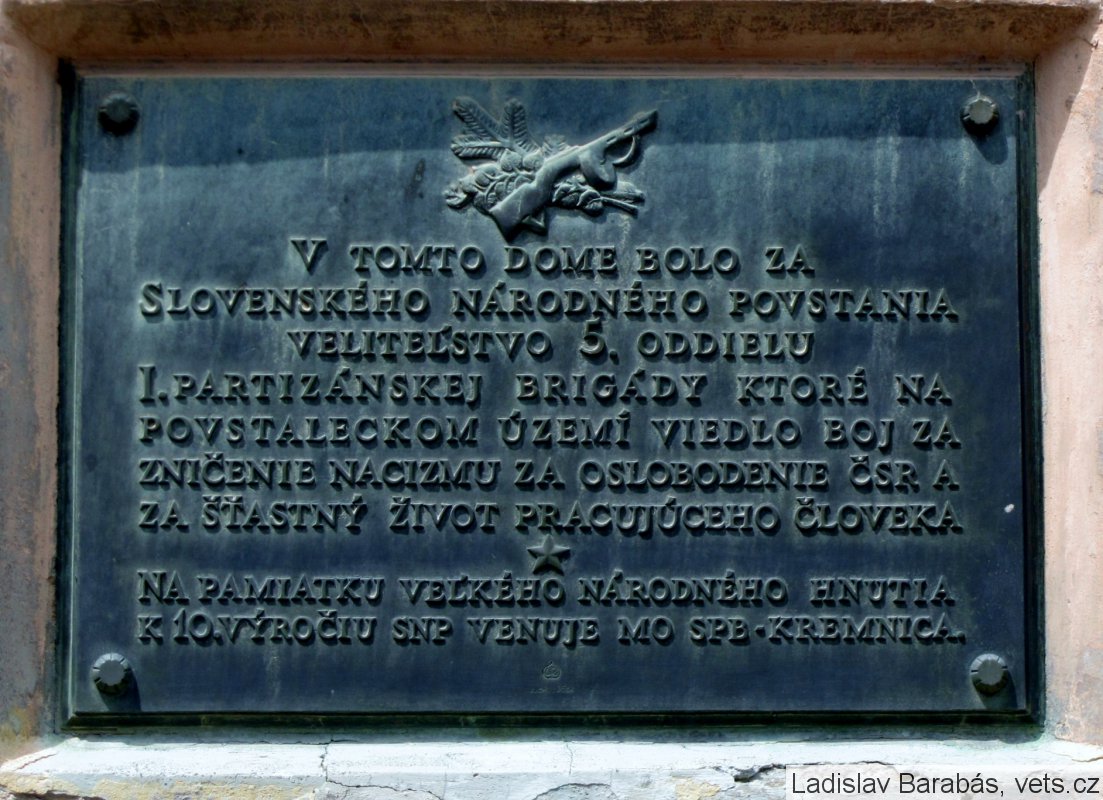 V TOMTO DOME BOLO ZA
SLOVENSKÉHO NÁRODNÉHO POVSTANIA
VELITEĽSTVO 5. ODDIELU
I. PARTIZÁNSKEJ BRIGÁDY KTORÉ NA
POVSTALECKOM ÚZEMÍ VIEDLO BOJ ZA
ZNIČENIE NACIZMU ZA OSLOBODENIE ČSR A
ZA ŠŤASTNÝ ŽIVOT PRACUJÚCEHO ČLOVEKA
NA PAMIATKU VEĽKÉHO NÁRODNÉHO HNUTIA
K 10. VÝROČIU SNP VENUJE MO SPB - KREMNICA.
Ladislav Barabás, vets.cz